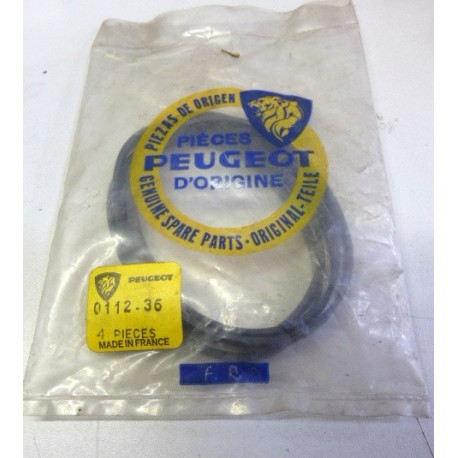 PIEZAS DE ORIGEN
PIÈCES
PEUGEOT
D'ORIGINE
GENUINE SPARE PARTS-ORIGINAL-TEILE
PEUGEOT
0112-36
4 PIECES
MADE IN FRANCE